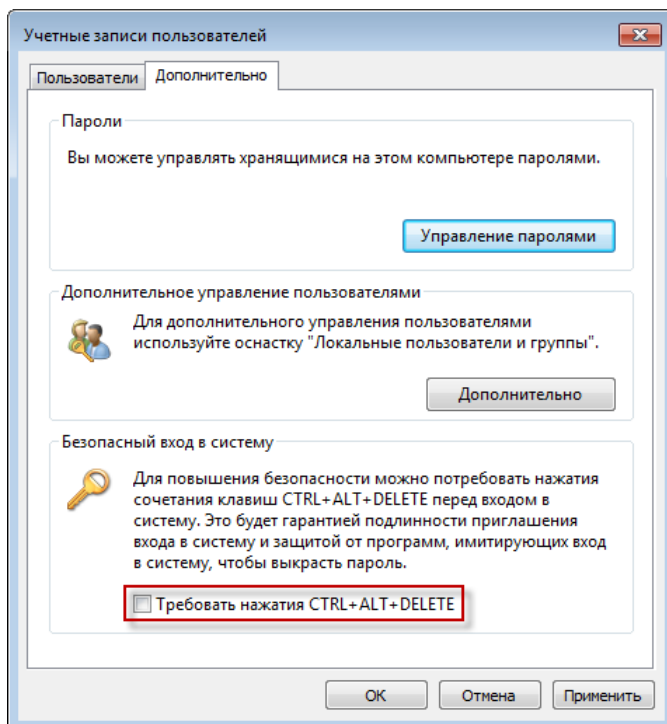 Учетные записи пользователей
Пользователи
Дополнительно
Пароли
Вы можете управлять хранящимися на этом компьютере паролями.
Управление паролями
Дополнительное управление пользователями
Для дополнительного управления пользователями
используйте оснастку "Локальные пользователи и группы".
Дополнительно
Безопасный вход в систему
Для повышения безопасности можно потребовать нажатия
сочетания клавиш CTRL+ALT+DELETE перед входом в
систему. Это будет гарантией подлинности приглашения
входа в систему и защитой от программ, имитирующих вход
в систему, чтобы выкрасть пароль.
Требовать нажатия CTRL+ALT+DELETE
ОК
Отмена
Применить